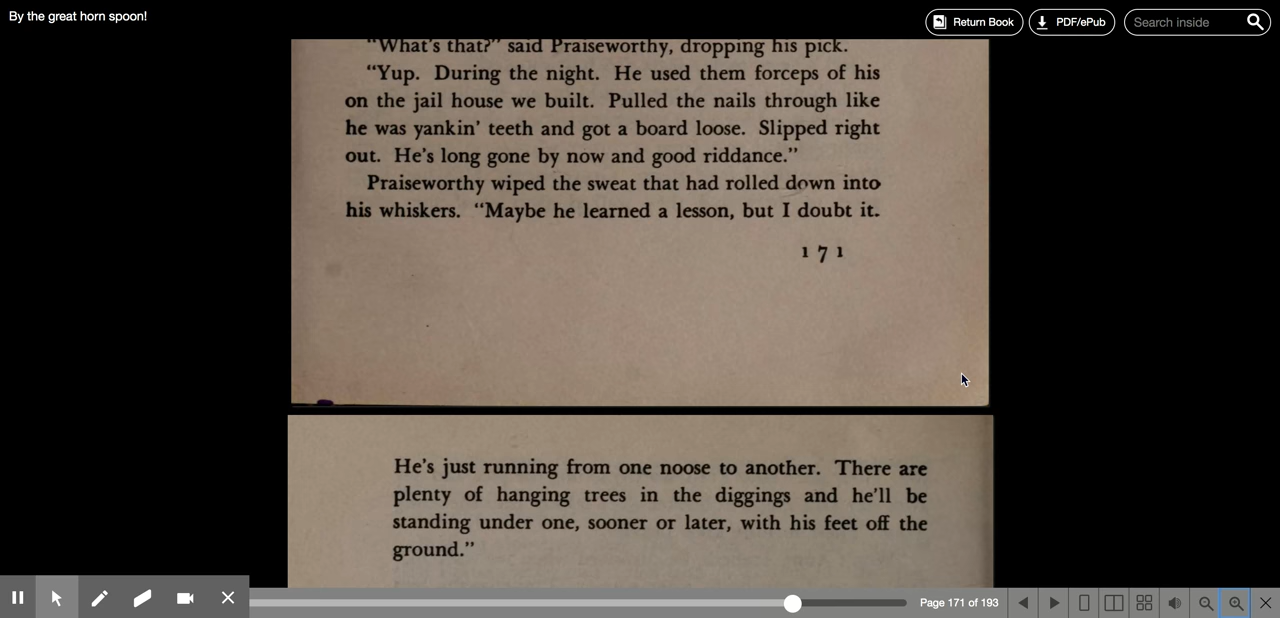 By the great horn spoon!
Return Book
PDF/ePub
Search inside
"What's that?" said Praiseworthy, dropping his pick.
"Yup. During the night. He used them forceps of his
on the jail house we built. Pulled the nails through like
he was yankin' teeth and got a board loose. Slipped right
out. He's long gone by now and good riddance."
Praiseworthy wiped the sweat that had rolled down into
his whiskers. "Maybe he learned a lesson, but I doubt it.
171
He's just running from one noose to another. There are
plenty of hanging trees in the diggings and he'll be
standing under one, sooner or later, with his feet off the
ground."
Page 171 of 193